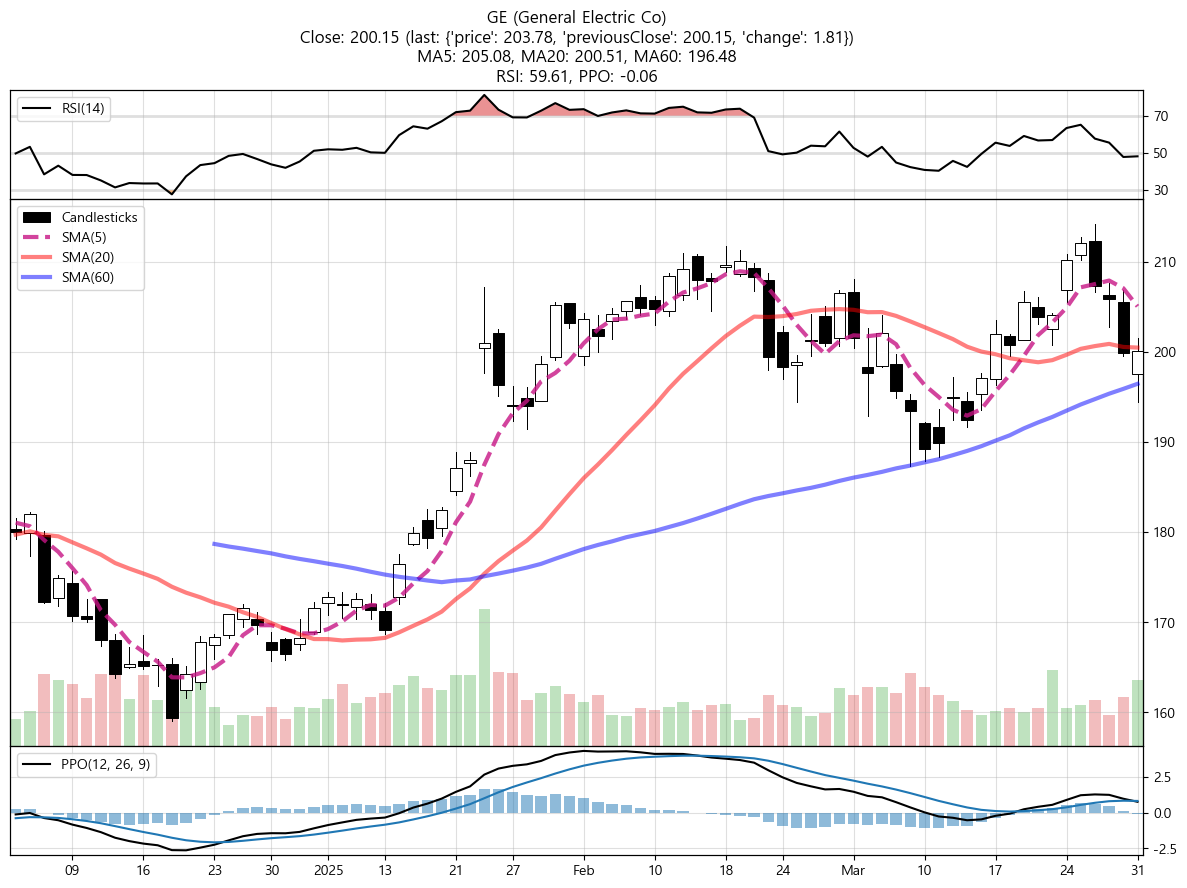 GE (General Electric Co)
Close: 200.15 (last: {'price': 203.78, 'previousClose': 200.15, 'change': 1.81})
MA5: 205.08, MA20: 200.51, MA60: 196.48
RSI: 59.61, PPO: -0.06
RSI(14)
70
50
30
Candlesticks
SMA(5)
SMA(20)
SMA(60)
210
200
190
180
170
160
PPO(12, 26, 9)
2.5
0.0
-2.5
09 16 23 30 2025 13 21 27 Feb 10 18 24 Mar 10 17 24 31